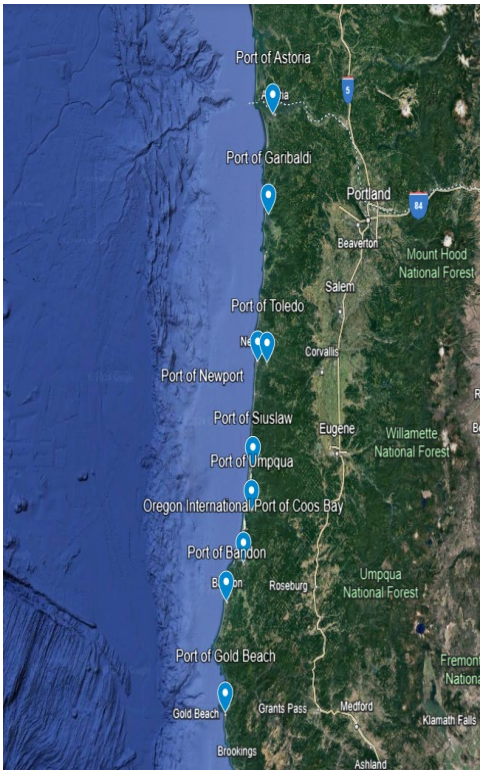 Port of Astoria
5
Port of Garibaldi
Portland
84
Beaverton
Mount Hood
National Forest
Salem
Port of Toledo
Corvallis
Port of Newport
Port of Siuslaw
Eugene
Willamette
National Forest
Port of Umpqua
Oregon International Port of Coos Bay
Port of Bandon
Roseburg
Umpqua
National Forest
Port of Gold Beach
Fremont
Gold Beach
Grants Pass
Medford
Klamath Falls
Brookings
Ashland